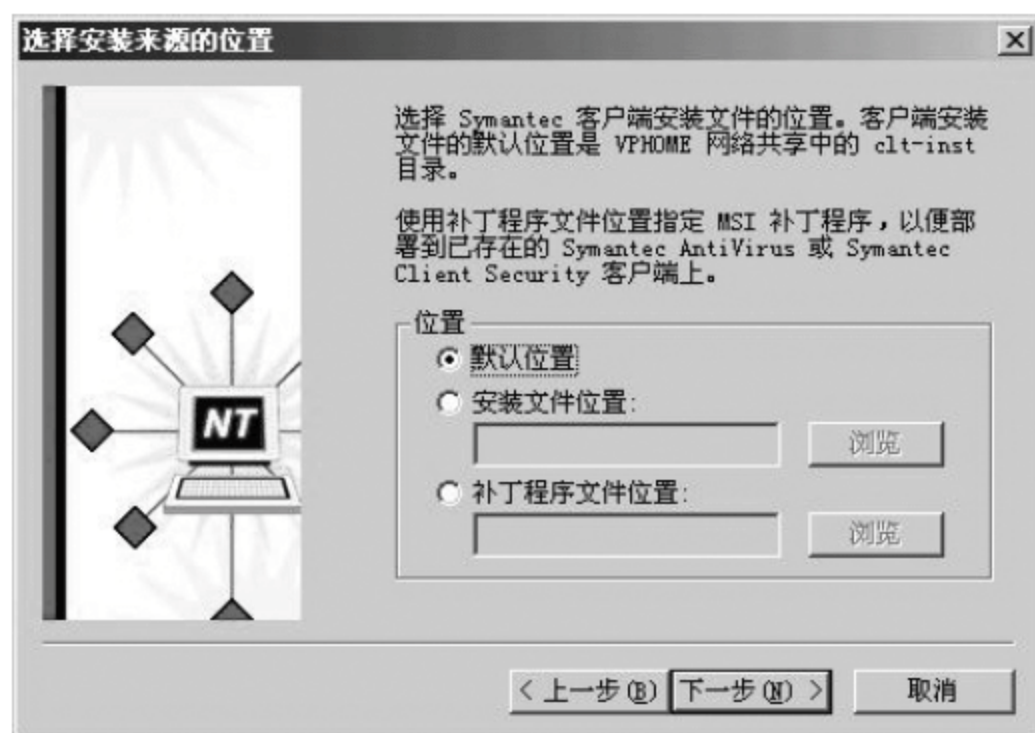 选择安装来源的位置
选择 Symantec 客户端安装文件的位置。客户端安装
文件的默认位置是 VPHOME 网络共享中的 clt-inst
目录。
使用补丁程序文件位置指定 MSI 补丁程序，以便部
署到已存在的 Symantec AntiVirus 或 Symantec
Client Security 客户端上。
位置
默认位置
安装文件位置:
浏览
补丁程序文件位置:
浏览
NT
< 上一步(B)
下一步(N) >
取消